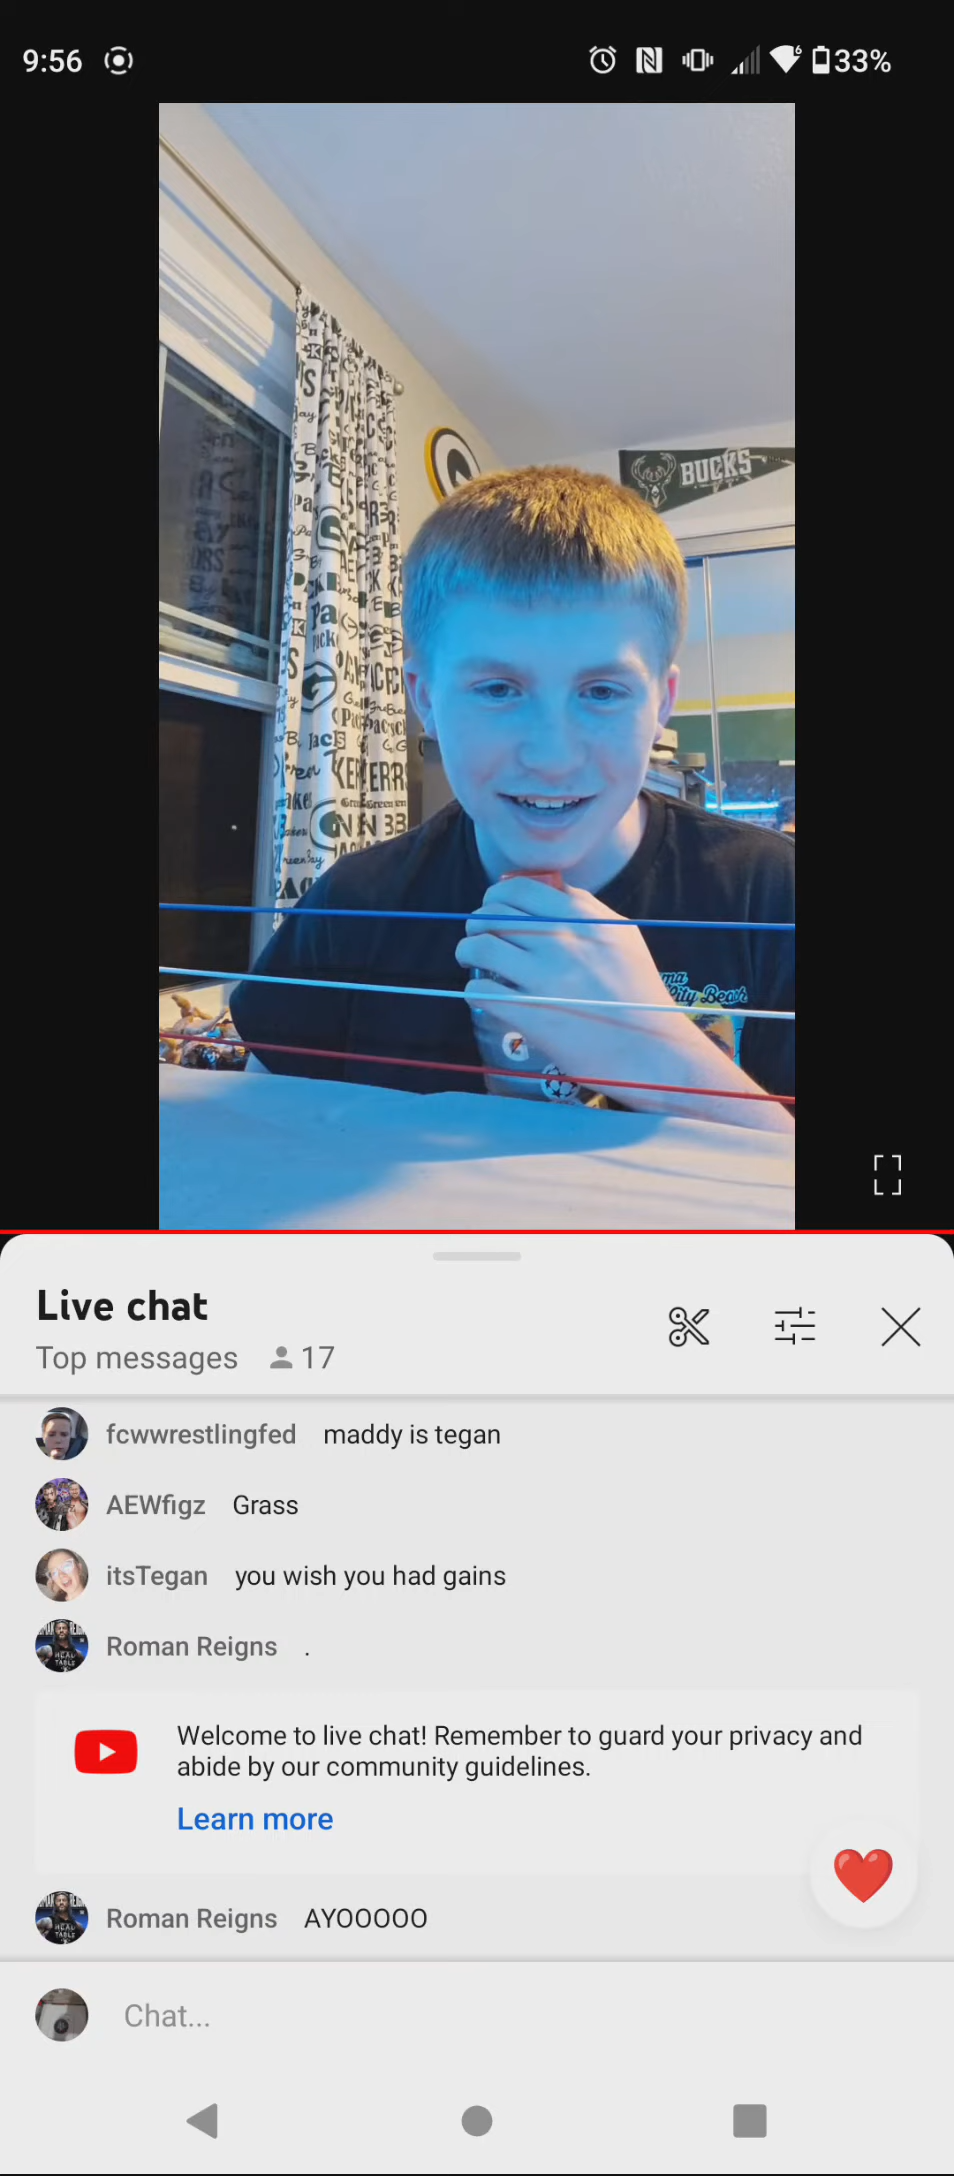 9:56
33%
BUCKS
City Beach
Live chat
Top messages 17
fcwwrestlingfed maddy is tegan
AEWfigz Grass
itsTegan you wish you had gains
Roman Reigns .
Welcome to live chat! Remember to guard your privacy and
abide by our community guidelines.
Learn more
Roman Reigns AYOOOOO
Chat...